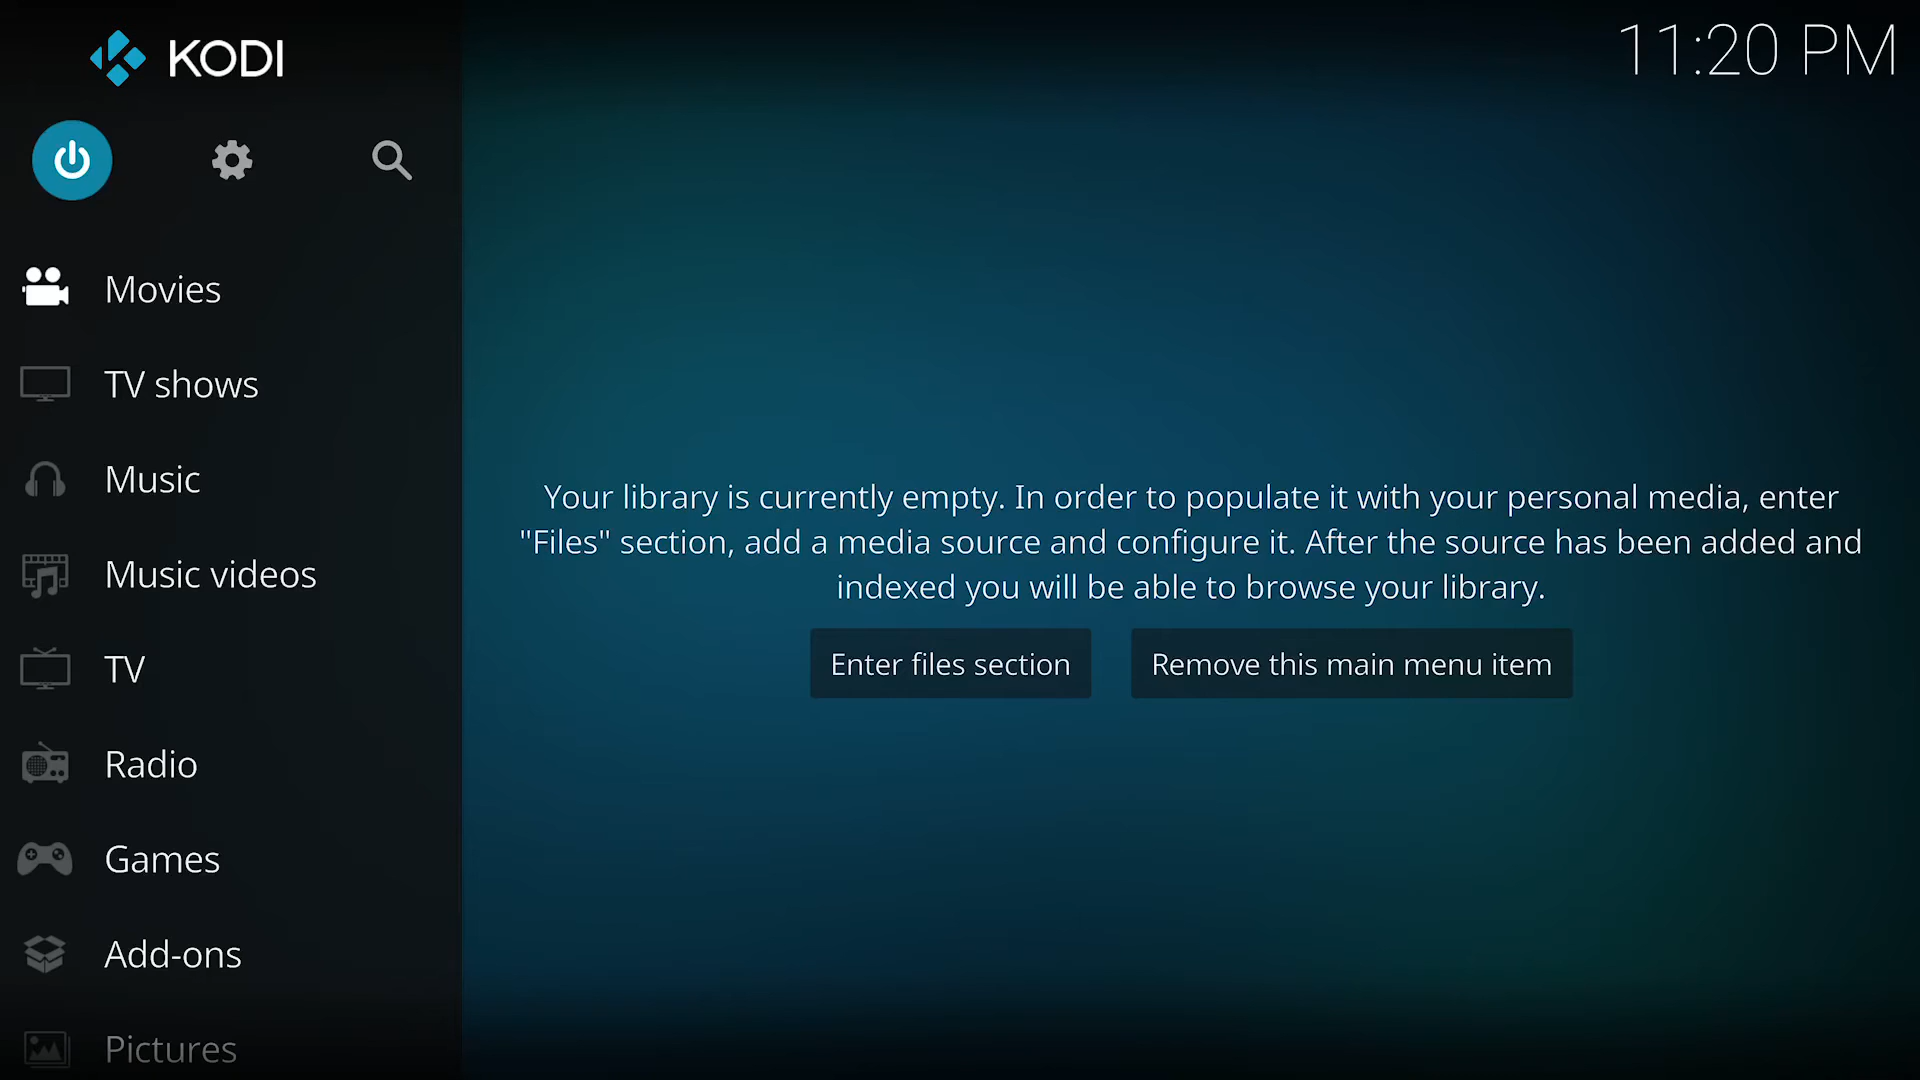 KODI
11:20 PM
Movies
TV shows
Music
Music videos
TV
Radio
Games
Add-ons
Pictures
Your library is currently empty. In order to populate it with your personal media, enter
"Files" section, add a media source and configure it. After the source has been added and
indexed you will be able to browse your library.
Enter files section
Remove this main menu item